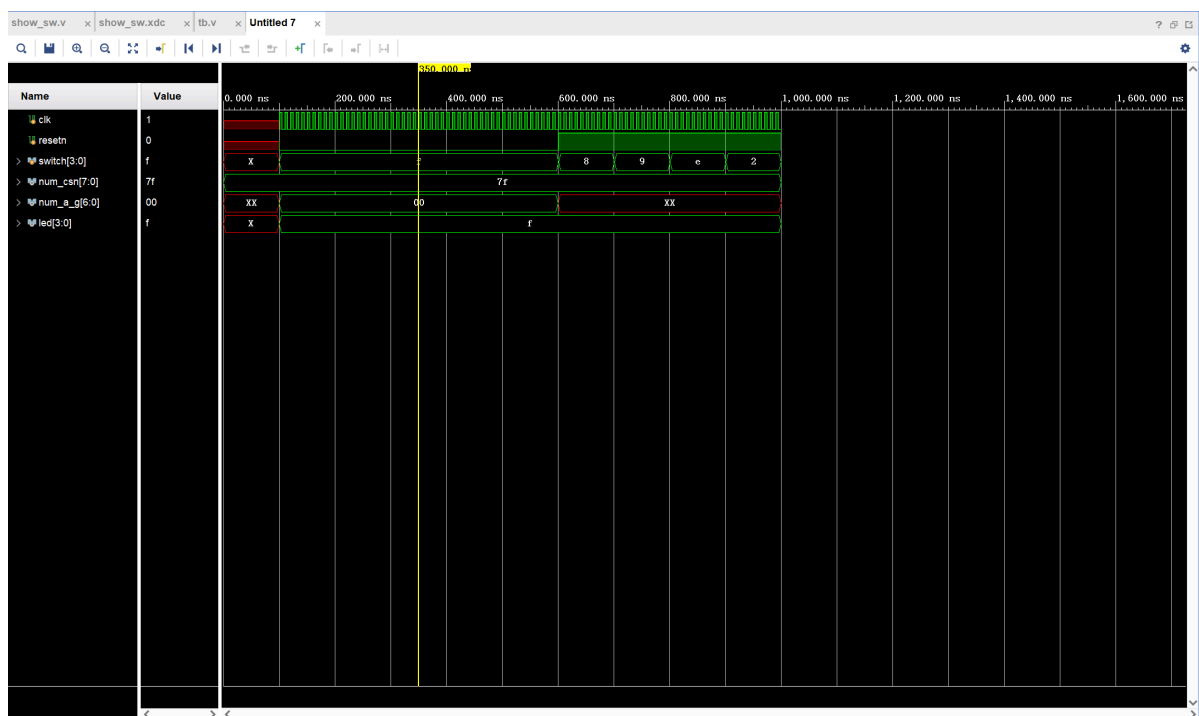 show_sw.v × show_sw.xdc × tb.v × Untitled 7 ×
?
350.000 n
Name Value
0.000 ns 200.000 ns 400.000 ns 600.000 ns 800.000 ns 1,000.000 ns 1,200.000 ns 1,400.000 ns 1,600.000 ns
clk 1
resetn 0
switch[3:0] f X f 8 9 e 2
num_csn[7:0] 7f 7f
num_a_g[6:0] 00 XX 00 XX
led[3:0] f X f